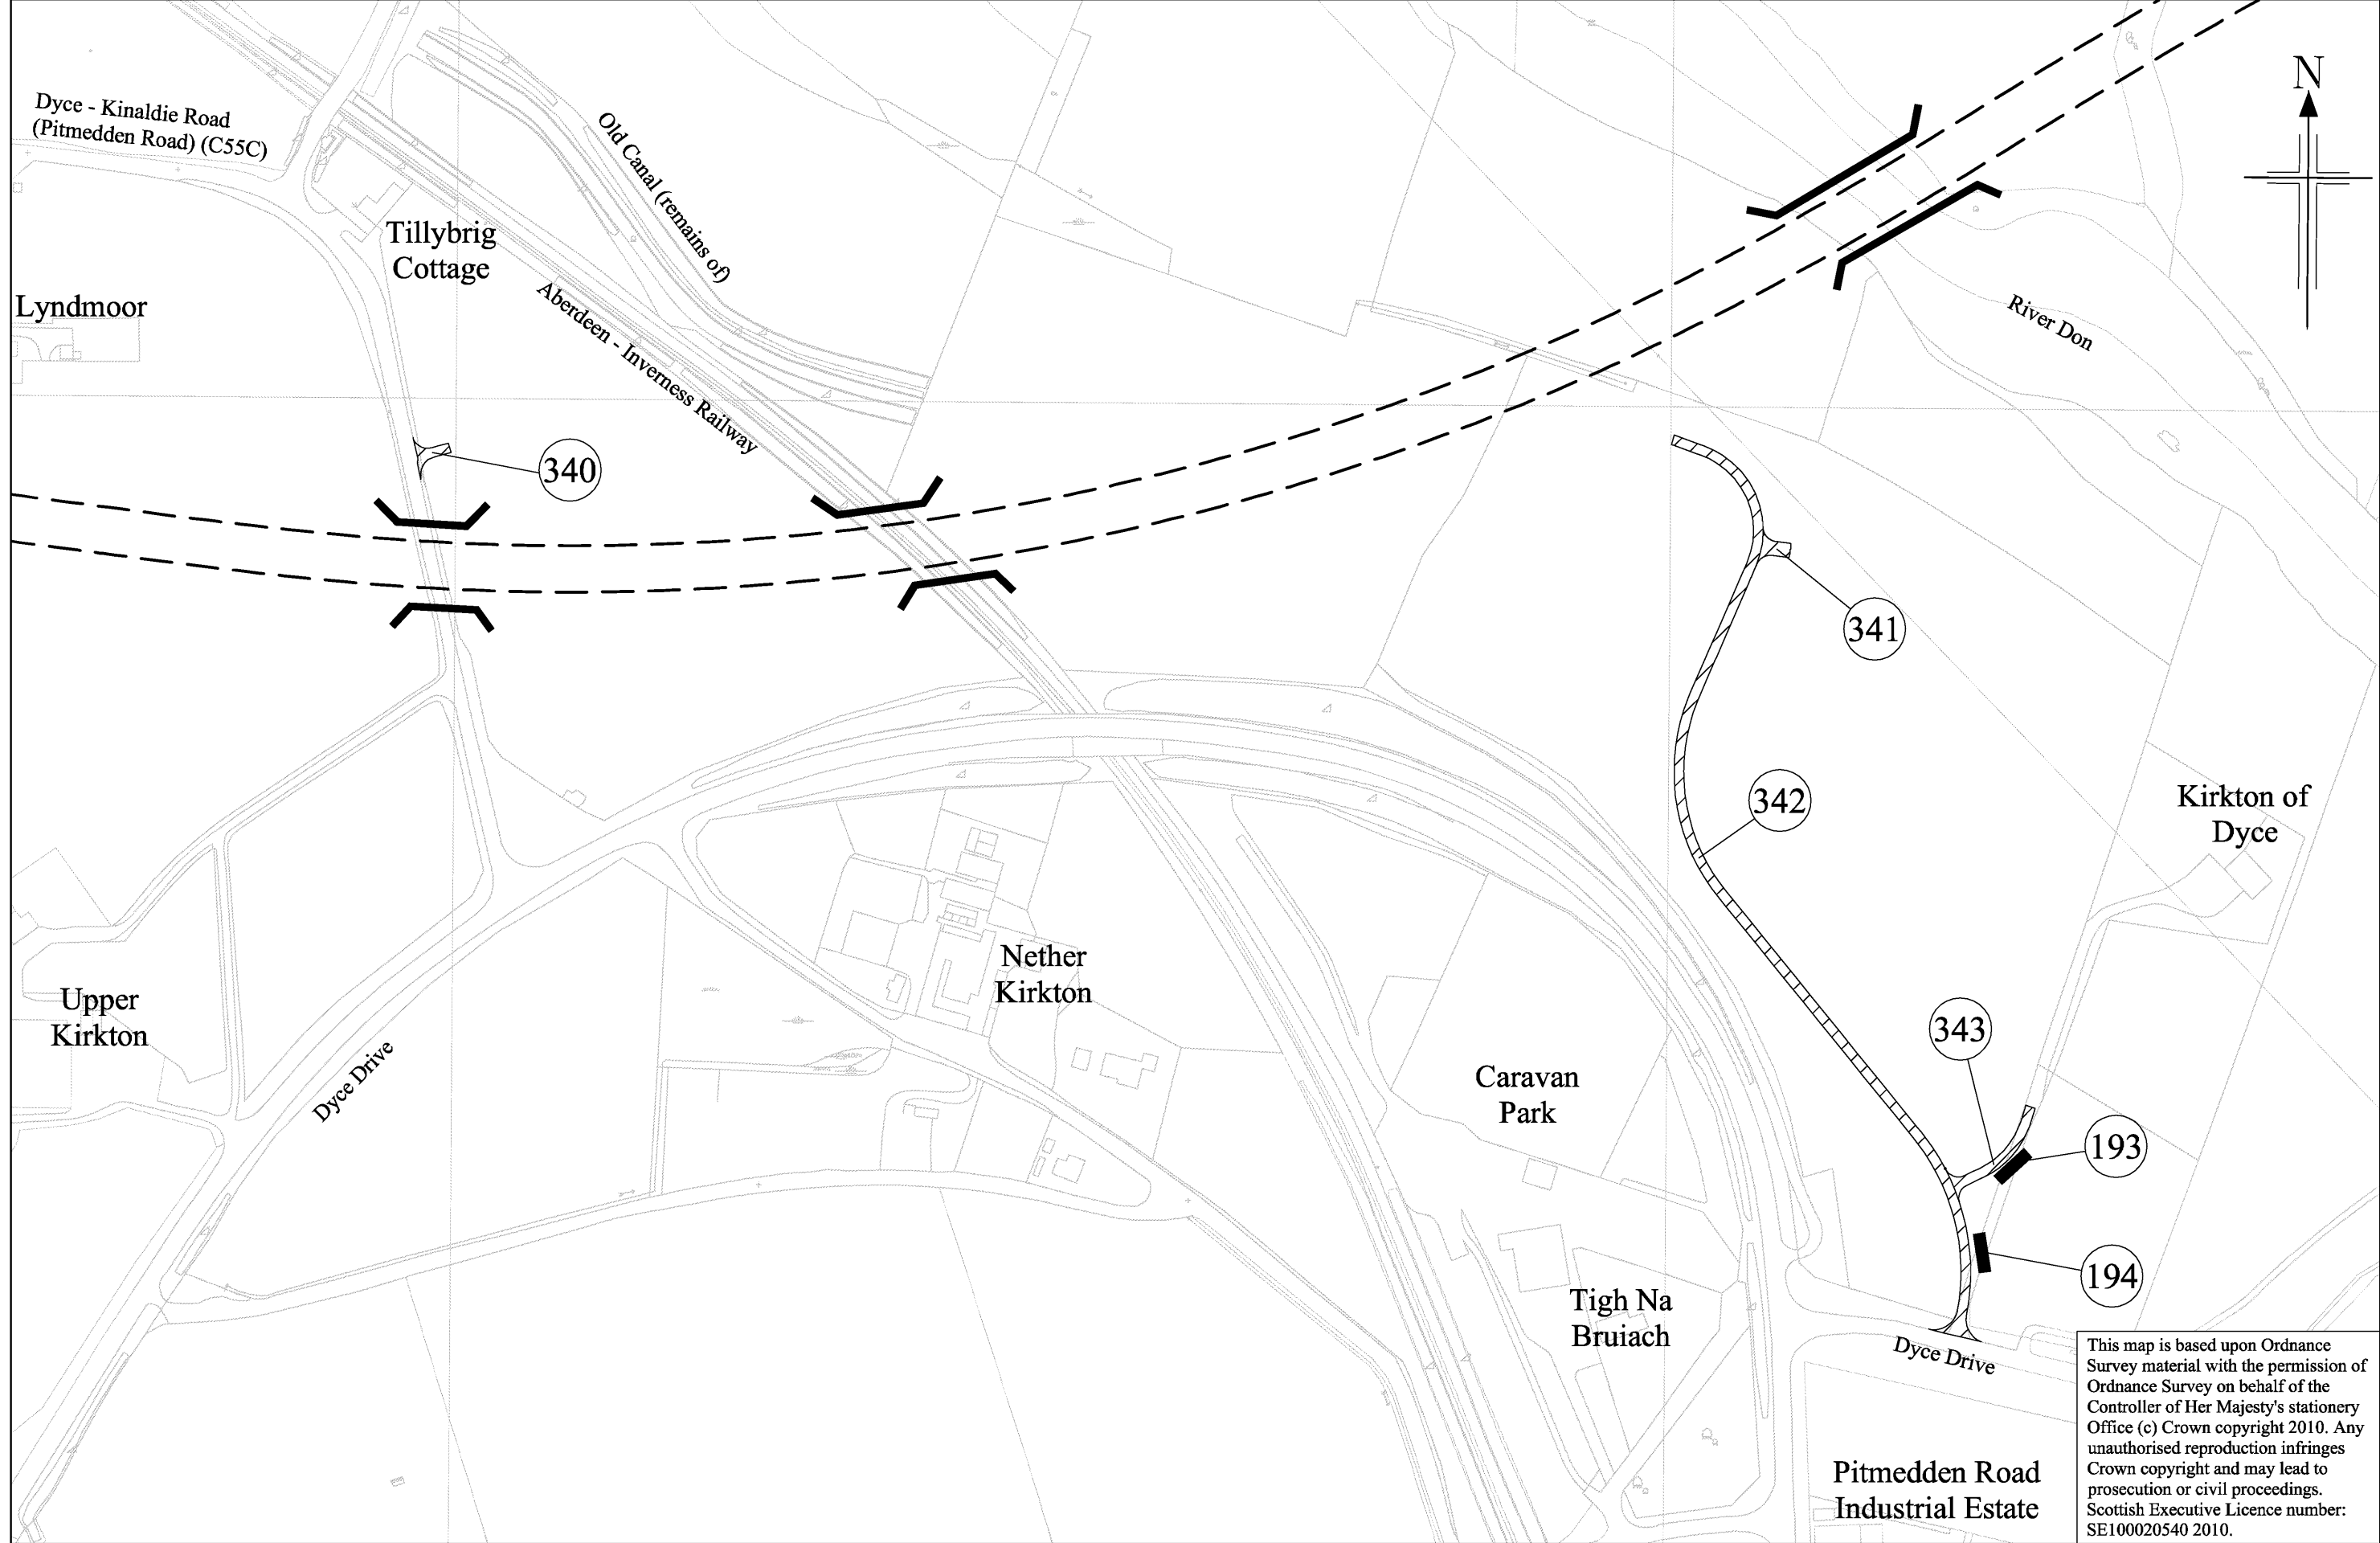 N
Dyce - Kinaldie Road
(Pitmedden Road) (C55C)
Old Canal (remains of)
Tillybrig
Cottage
Lyndmoor
Aberdeen - Inverness Railway
River Don
340
341
342
Kirkton of
Dyce
Nether
Kirkton
Upper
Kirkton
Dyce Drive
343
Caravan
Park
193
194
Tigh Na
Bruiach
Dyce Drive
Pitmedden Road
Industrial Estate
This map is based upon Ordnance
Survey material with the permission of
Ordnance Survey on behalf of the
Controller of Her Majesty's stationery
Office (c) Crown copyright 2010. Any
unauthorised reproduction infringes
Crown copyright and may lead to
prosecution or civil proceedings.
Scottish Executive Licence number:
SE100020540 2010.